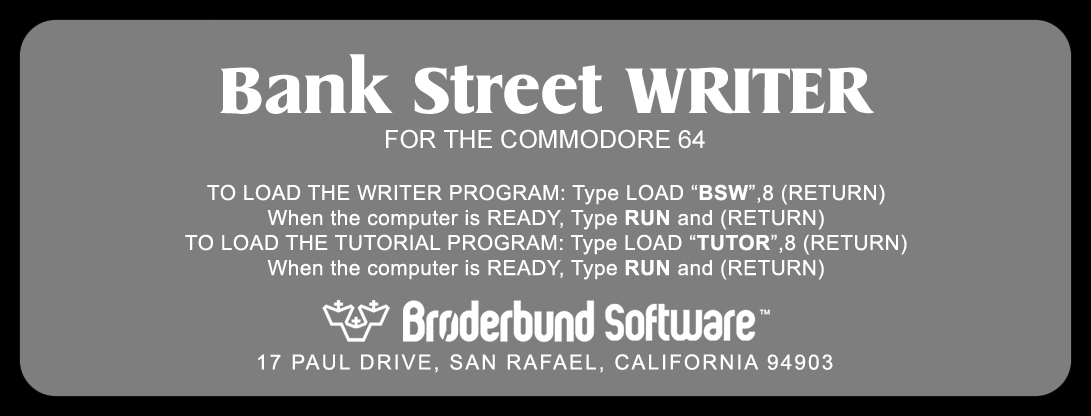 Bank Street WRITER
FOR THE COMMODORE 64
TO LOAD THE WRITER PROGRAM: Type LOAD “BSW”,8 (RETURN)
When the computer is READY, Type RUN and (RETURN)
TO LOAD THE TUTORIAL PROGRAM: Type LOAD “TUTOR”,8 (RETURN)
When the computer is READY, Type RUN and (RETURN)
Brøderbund Software™
17 PAUL DRIVE, SAN RAFAEL, CALIFORNIA 94903